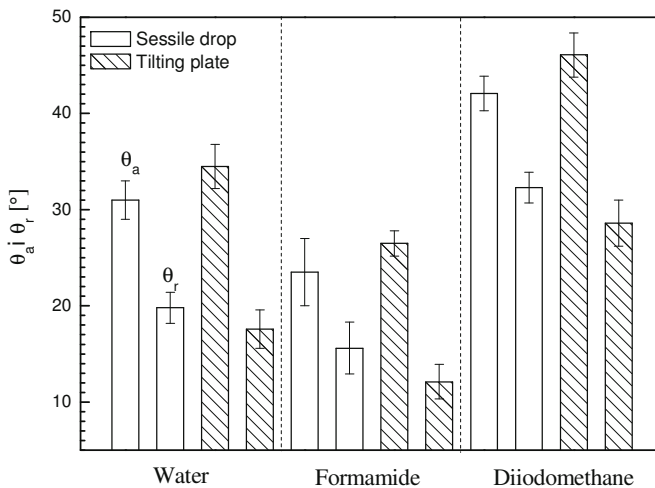 50
40
30
20
10
θa i θr [°]
Sessile drop
Tilting plate
θa
θr
Water
Formamide
Diiodomethane